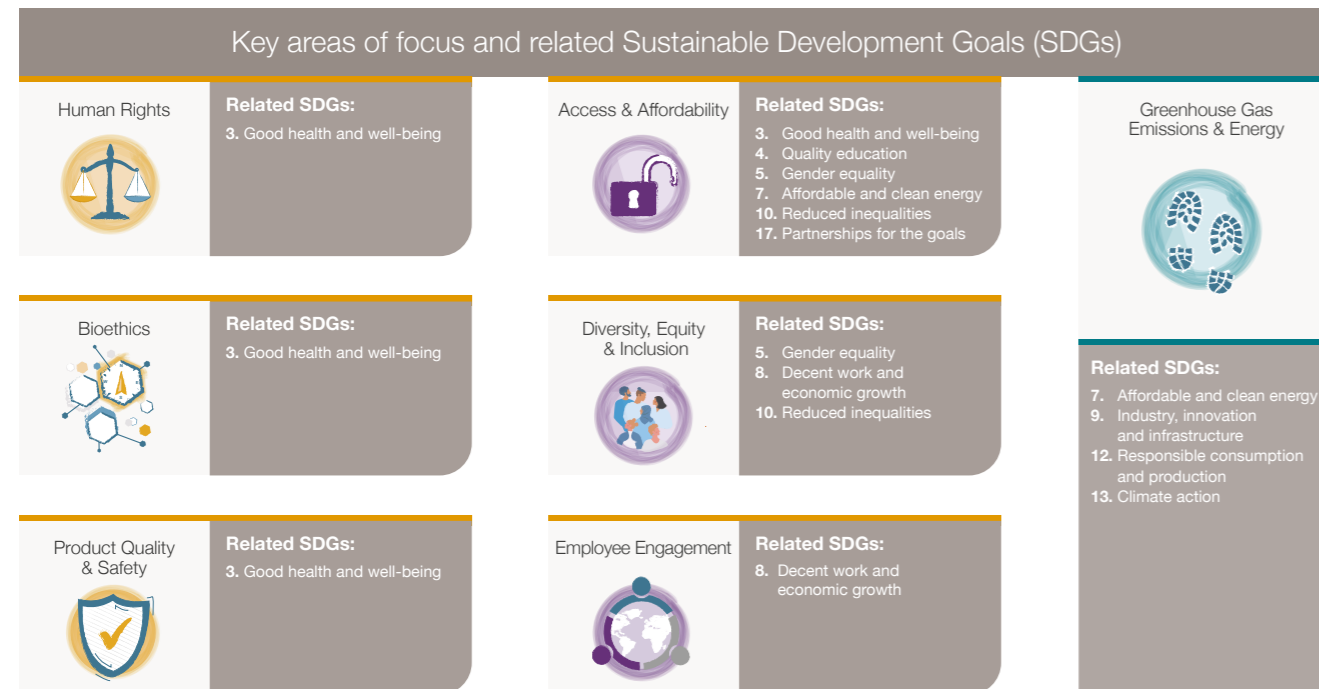 Key areas of focus and related Sustainable Development Goals (SDGs)
Human Rights
Related SDGs:
3. Good health and well-being
Access & Affordability
Related SDGs:
3. Good health and well-being
4. Quality education
5. Gender equality
7. Affordable and clean energy
10. Reduced inequalities
17. Partnerships for the goals
Greenhouse Gas
Emissions & Energy
Related SDGs:
7. Affordable and clean energy
9. Industry, innovation
and infrastructure
12. Responsible consumption
and production
13. Climate action
Bioethics
Related SDGs:
3. Good health and well-being
Diversity, Equity
& Inclusion
Related SDGs:
5. Gender equality
8. Decent work and
economic growth
10. Reduced inequalities
Product Quality
& Safety
Related SDGs:
3. Good health and well-being
Employee Engagement
Related SDGs:
8. Decent work and
economic growth